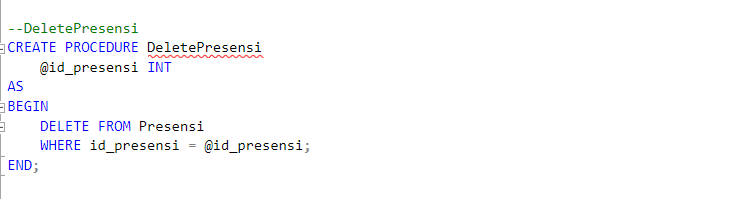 --DeletePresensi
CREATE PROCEDURE DeletePresensi
    @id_presensi INT
AS
BEGIN
    DELETE FROM Presensi
    WHERE id_presensi = @id_presensi;
END;